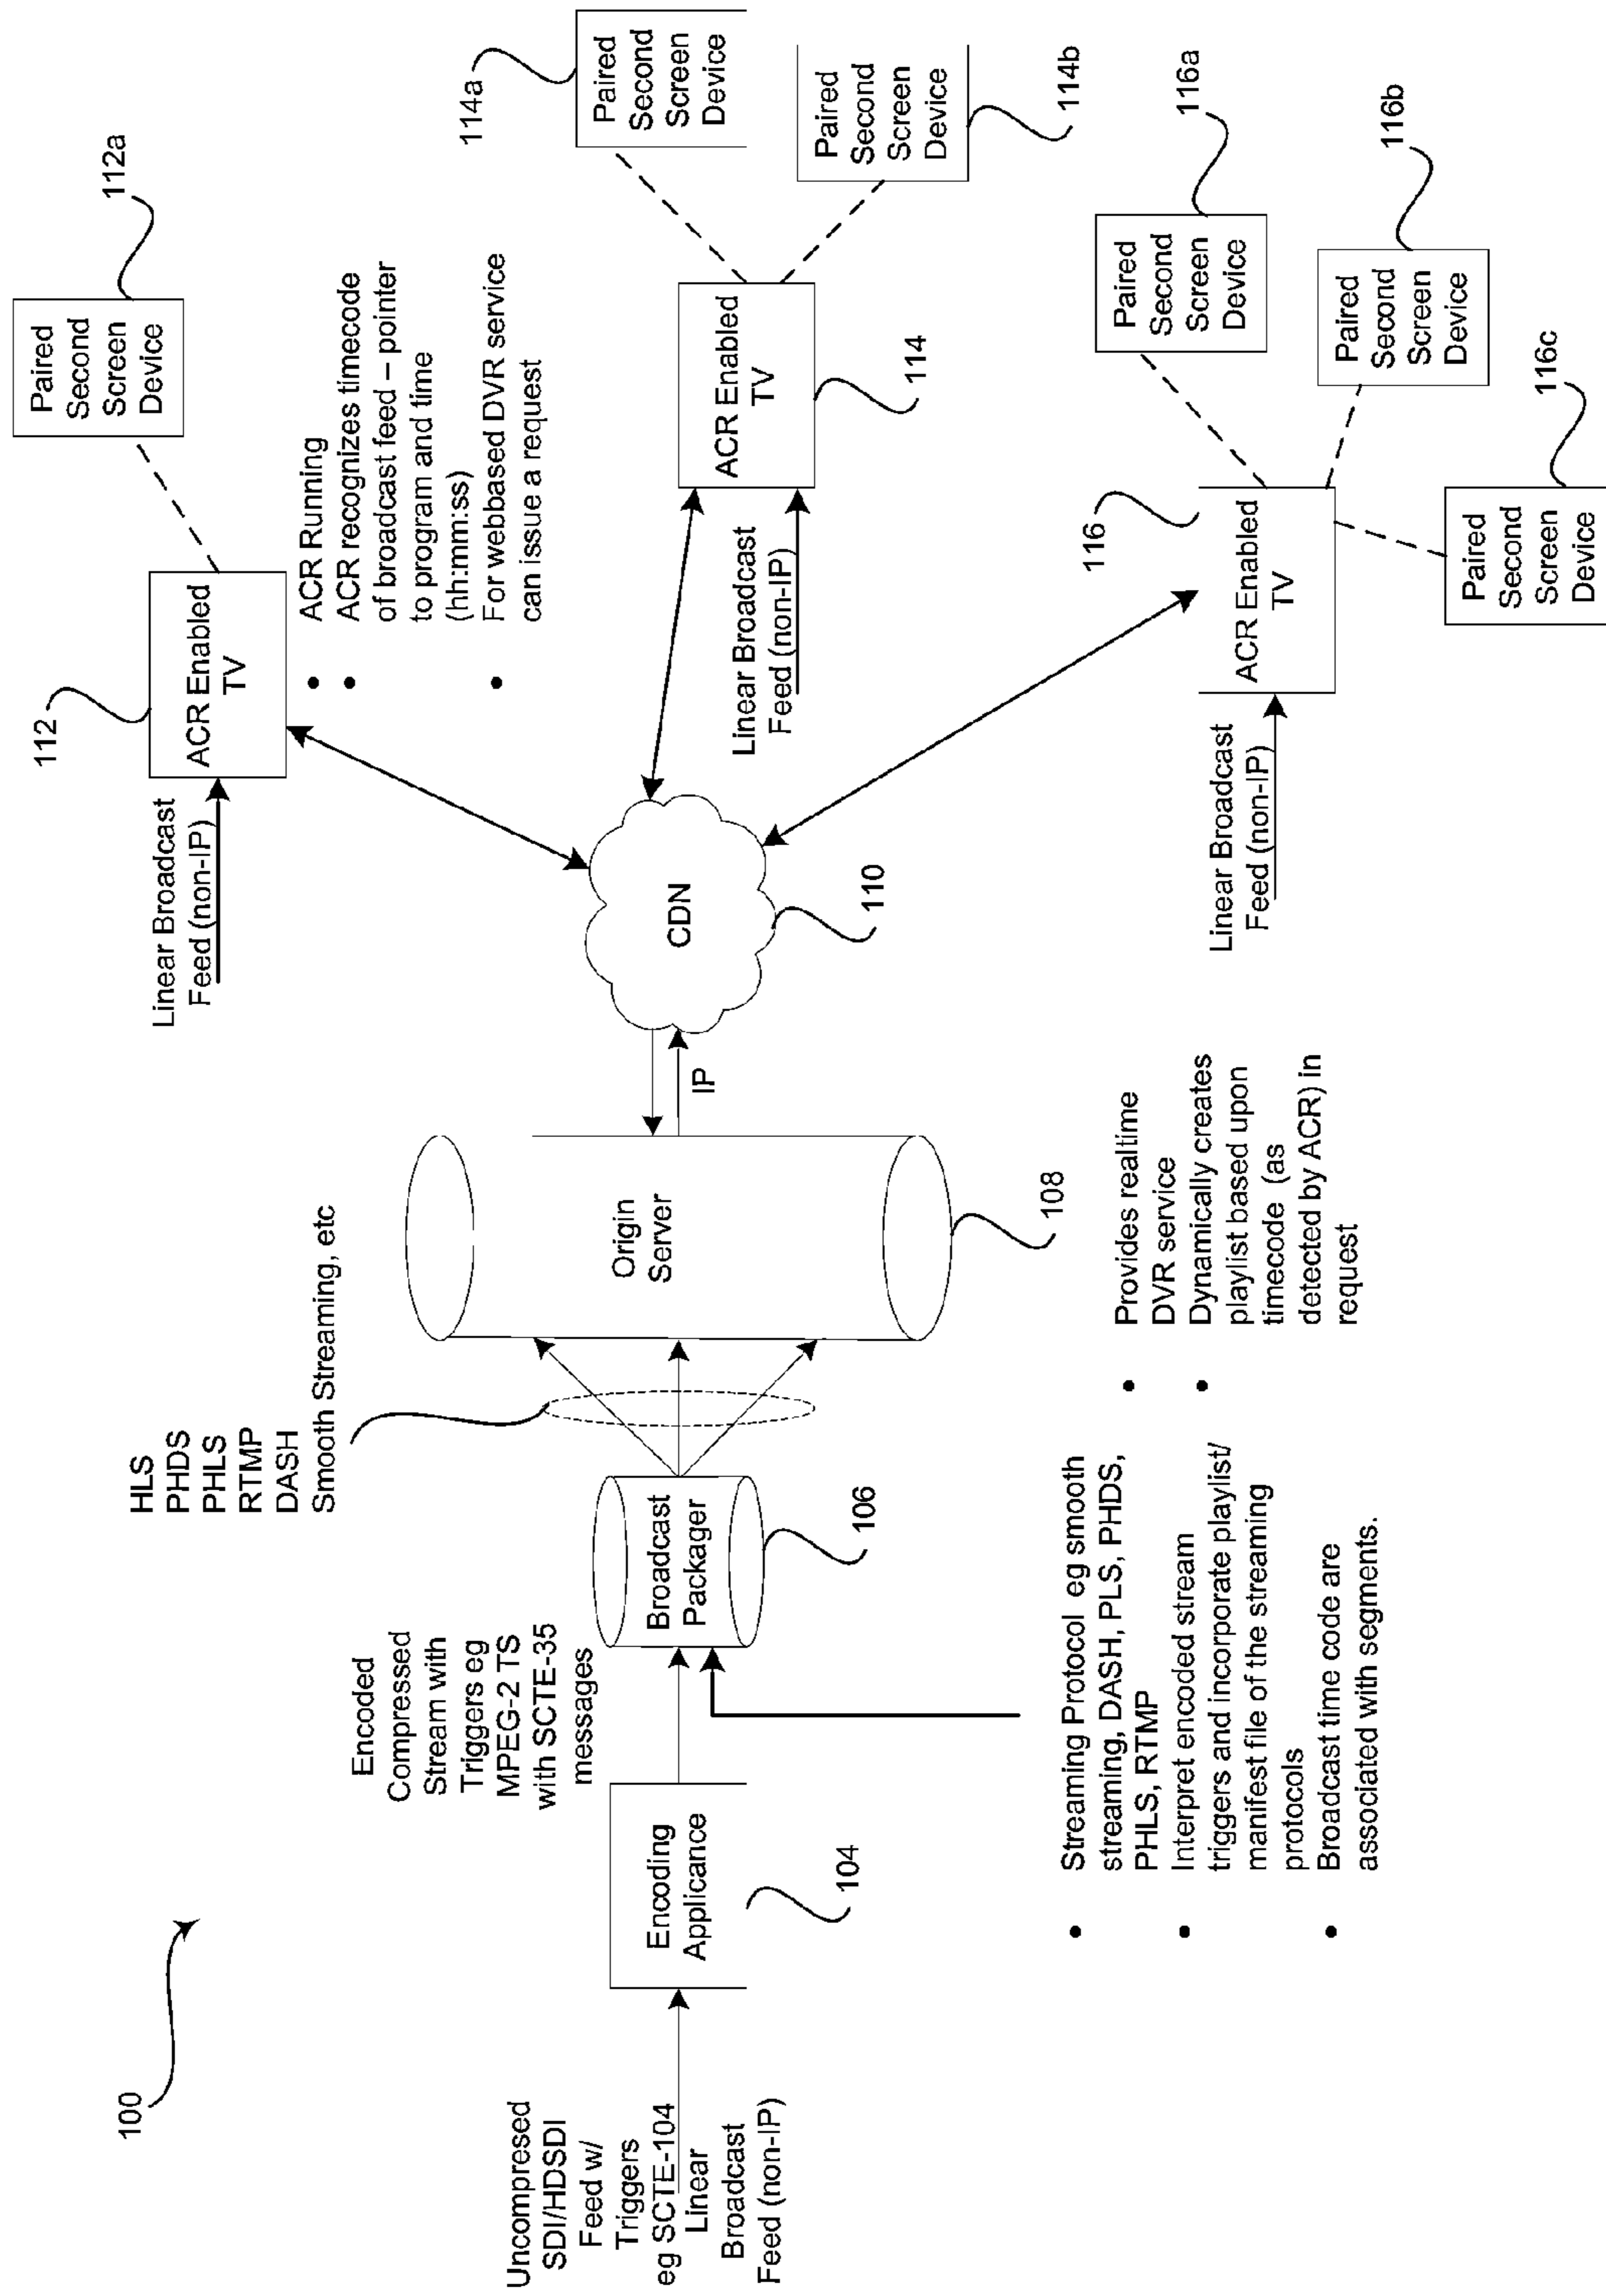 100
Uncompresed
SDI/HDSDI
Feed w/
Triggers
eg SCTE-104
Linear
Broadcast
Feed (non-IP)
Encoding
Applicance
104
Encoded
Compressed
Stream with
Triggers eg
MPEG-2 TS
with SCTE-35
messages
Broadcast
Packager
106
• Streaming Protocol eg smooth
streaming, DASH, PLS, PHDS,
PHLS, RTMP
• Interpret encoded stream
triggers and incorporate playlist/
manifest file of the streaming
protocols
• Broadcast time code are
associated with segments.
HLS
PHDS
PHLS
RTMP
DASH
Smooth Streaming, etc
Origin
Server
108
• Provides realtime
DVR service
• Dynamically creates
playlist based upon
timecode (as
detected by ACR) in
request
IP
CDN
110
Linear Broadcast
Feed (non-IP)
112
ACR Enabled
TV
Paired
Second
Screen
Device
112a
• ACR Running
• ACR recognizes timecode
of broadcast feed – pointer
to program and time
(hh:mm:ss)
• For webbased DVR service
can issue a request
Linear Broadcast
Feed (non-IP)
ACR Enabled
TV
114
114a
Paired
Second
Screen
Device
Paired
Second
Screen
Device
114b
Linear Broadcast
Feed (non-IP)
116
ACR Enabled
TV
Paired
Second
Screen
Device
116a
Paired
Second
Screen
Device
116b
Paired
Second
Screen
Device
116c